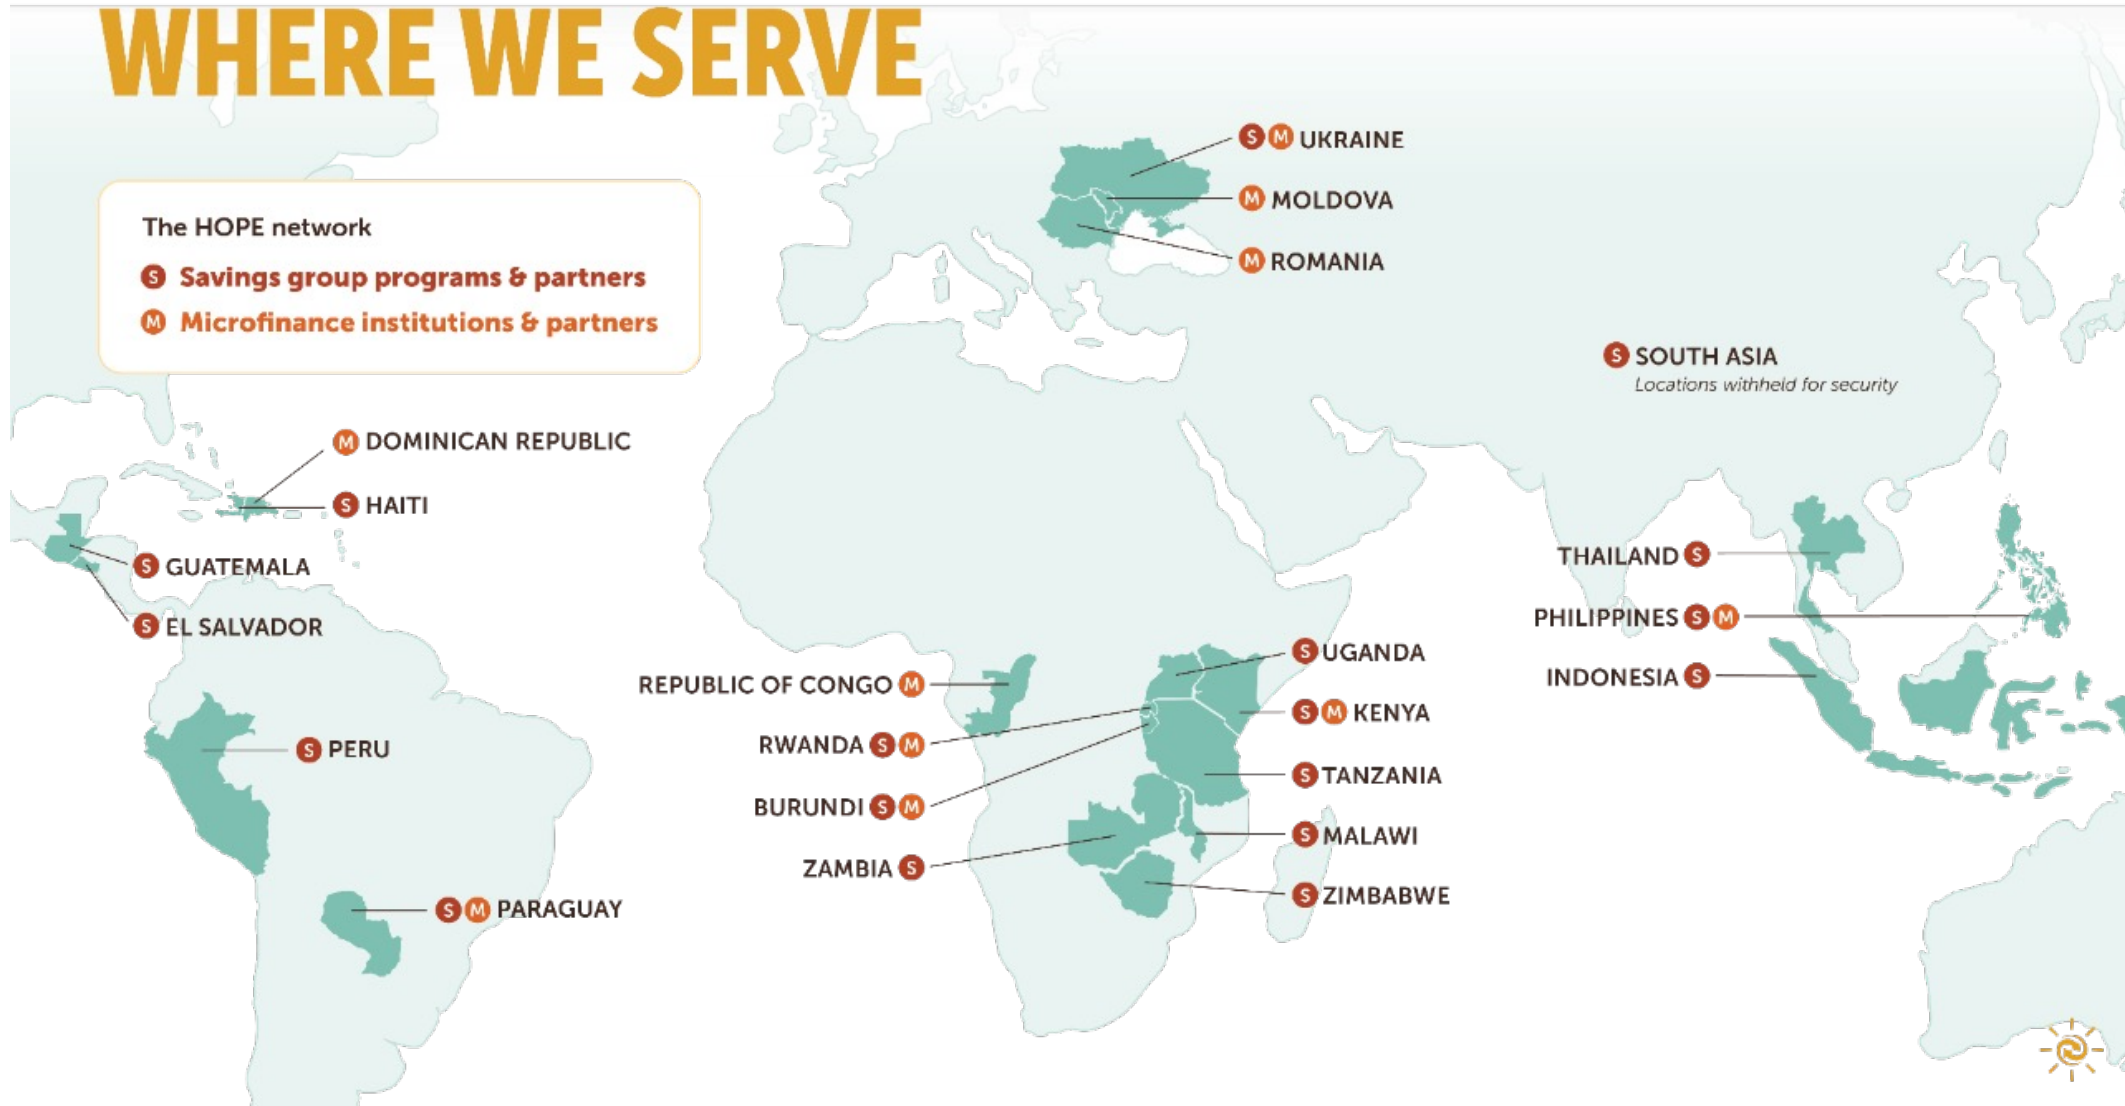 WHERE WE SERVE
The HOPE network
S Savings group programs & partners
M Microfinance institutions & partners
S M UKRAINE
M MOLDOVA
M ROMANIA
S SOUTH ASIA
Locations withheld for security
M DOMINICAN REPUBLIC
S HAITI
S GUATEMALA
S EL SALVADOR
S PERU
S M PARAGUAY
REPUBLIC OF CONGO M
RWANDA S M
BURUNDI S M
ZAMBIA S
S UGANDA
S M KENYA
S TANZANIA
S MALAWI
S ZIMBABWE
THAILAND S
PHILIPPINES S M
INDONESIA S